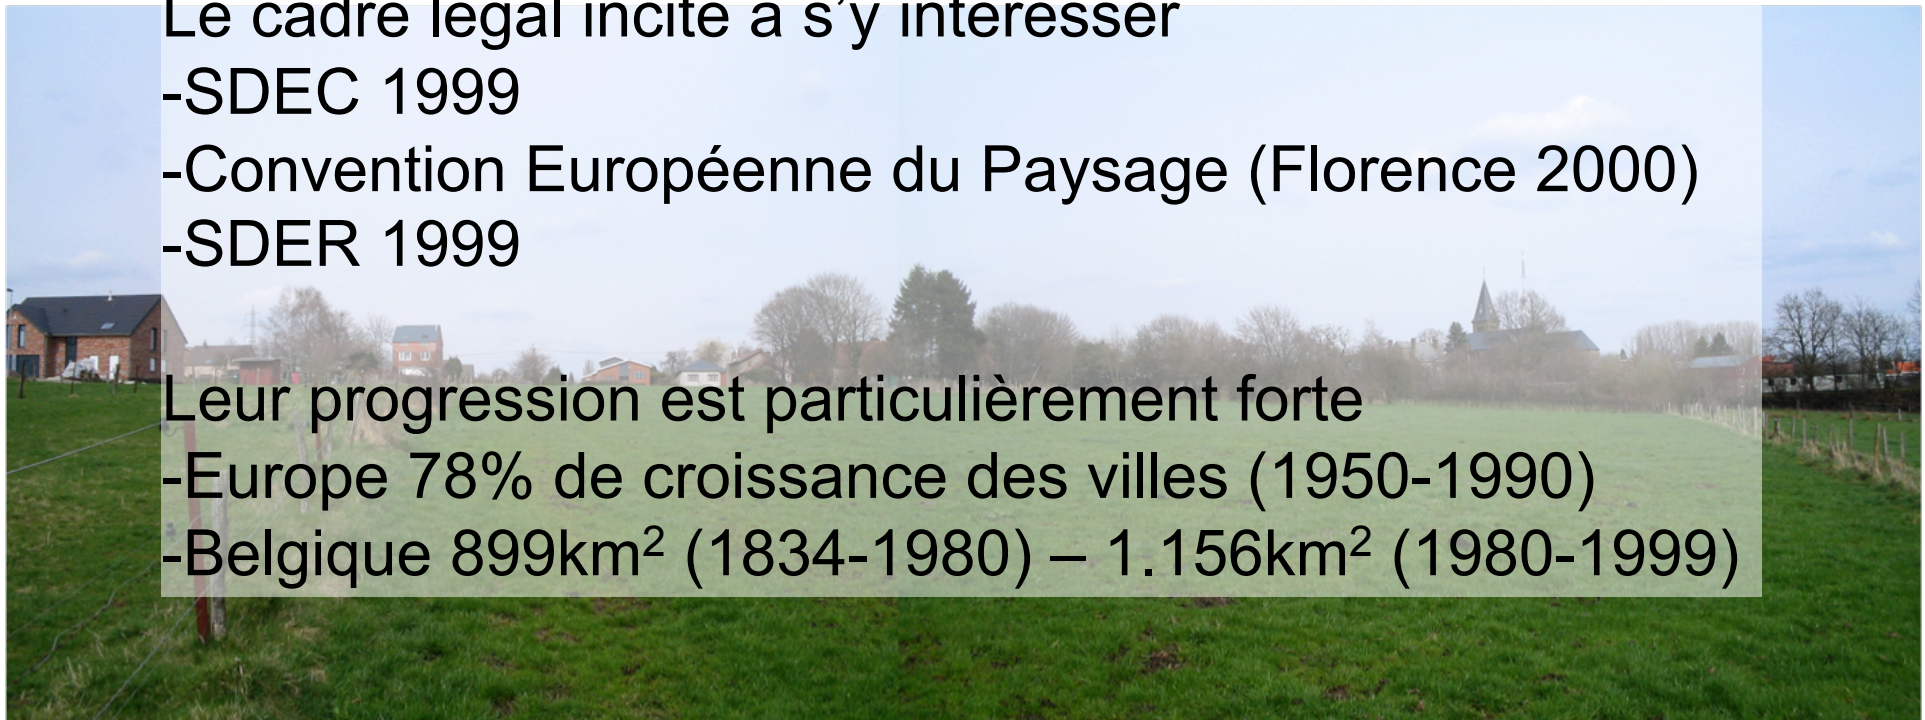 Le cadre légal incite à s’y intéresser
-SDEC 1999
-Convention Européenne du Paysage (Florence 2000)
-SDER 1999
Leur progression est particulièrement forte
-Europe 78% de croissance des villes (1950-1990)
-Belgique 899km² (1834-1980) – 1.156km² (1980-1999)